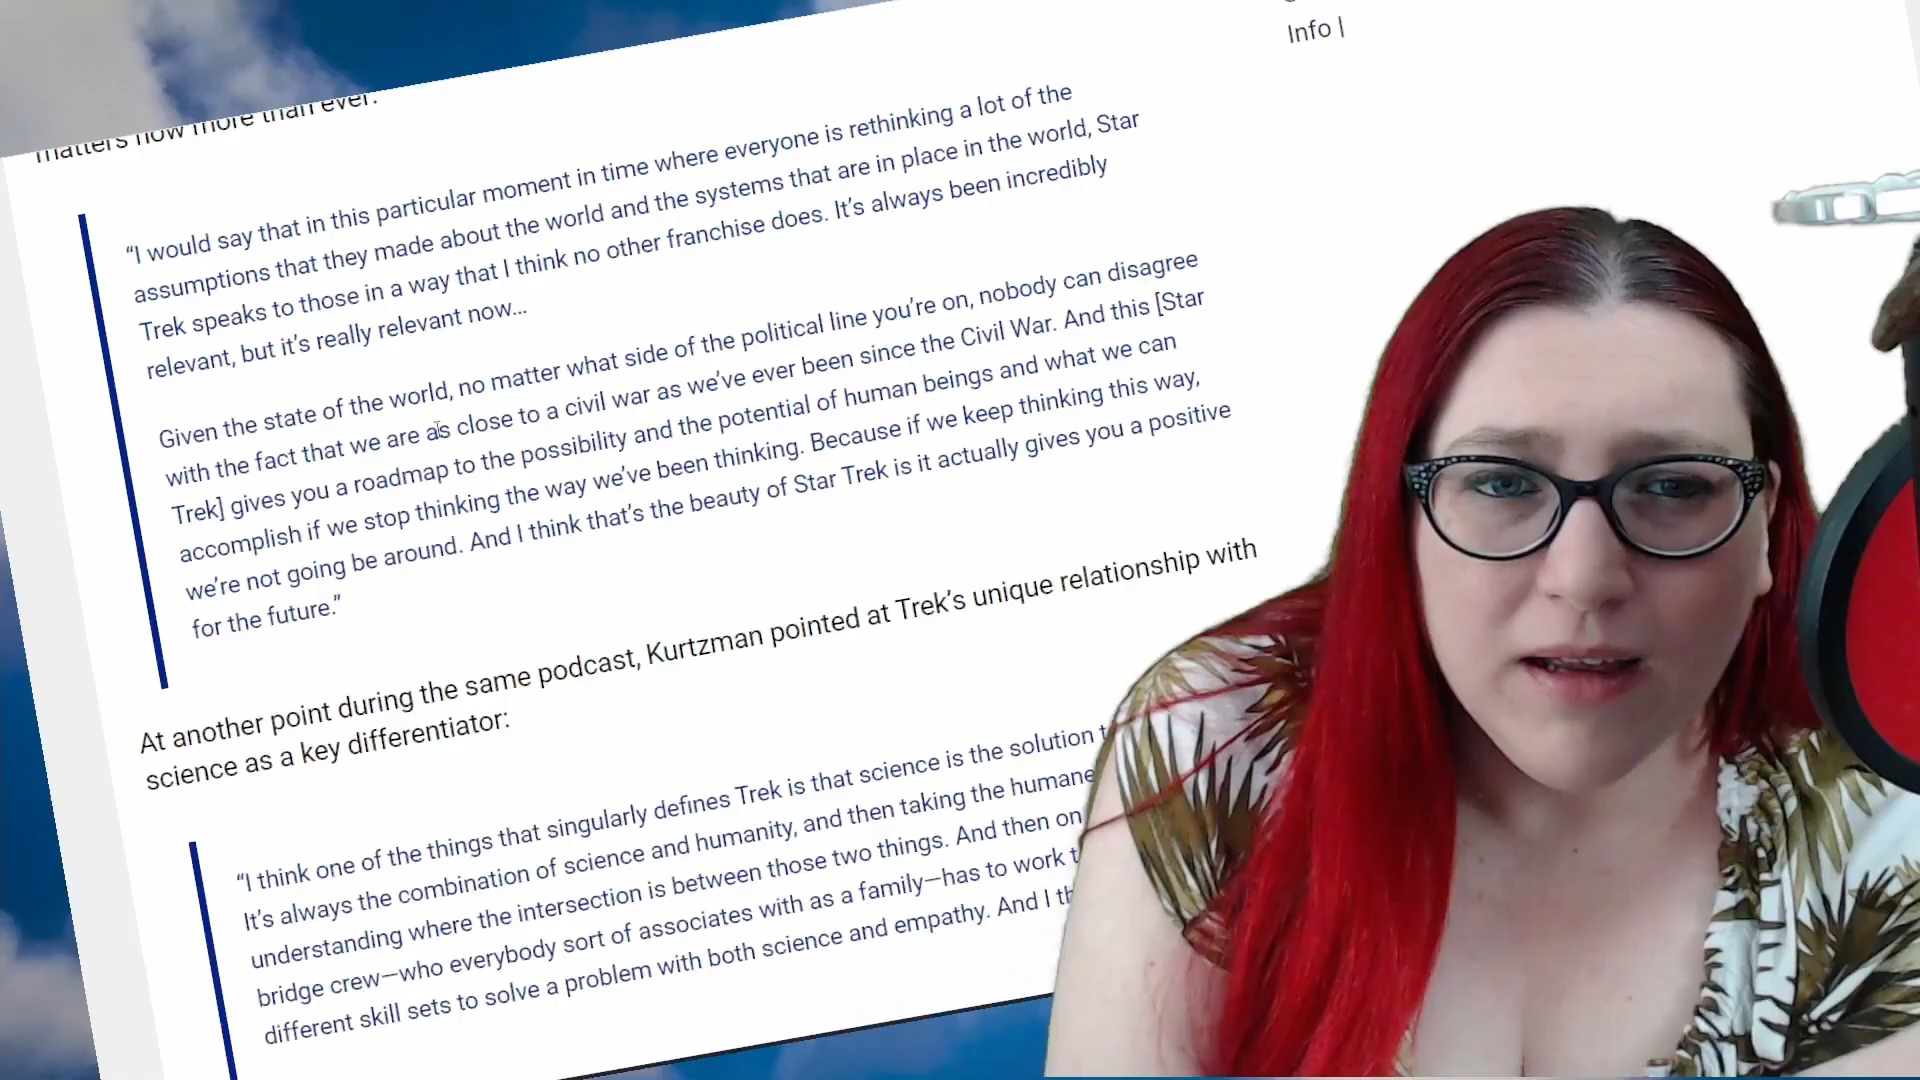 Info |
matters now more than ever:
“I would say that in this particular moment in time where everyone is rethinking a lot of the
assumptions that they made about the world and the systems that are in place in the world, Star
Trek speaks to those in a way that I think no other franchise does. It’s always been incredibly
relevant, but it’s really relevant now…
Given the state of the world, no matter what side of the political line you’re on, nobody can disagree
with the fact that we are as close to a civil war as we’ve ever been since the Civil War. And this [Star
Trek] gives you a roadmap to the possibility and the potential of human beings and what we can
accomplish if we stop thinking the way we’ve been thinking. Because if we keep thinking this way,
we’re not going be around. And I think that’s the beauty of Star Trek is it actually gives you a positive
for the future.”
At another point during the same podcast, Kurtzman pointed at Trek’s unique relationship with
science as a key differentiator:
“I think one of the things that singularly defines Trek is that science is the solution
It’s always the combination of science and humanity, and then taking the humane
understanding where the intersection is between those two things. And then on
bridge crew—who everybody sort of associates with as a family—has to work
different skill sets to solve a problem with both science and empathy. And I